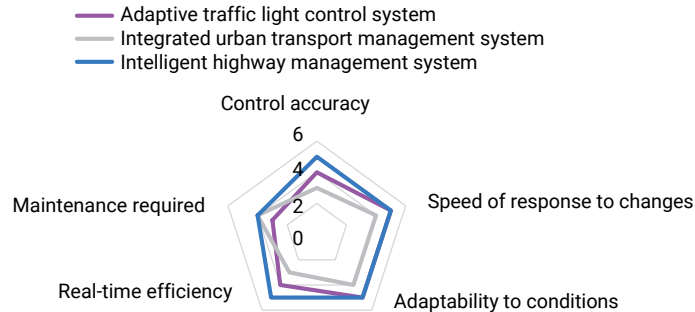 Adaptive traffic light control system
Integrated urban transport management system
Intelligent highway management system
Control accuracy
6
4
2
0
Maintenance required
Speed of response to changes
Real-time efficiency
Adaptability to conditions